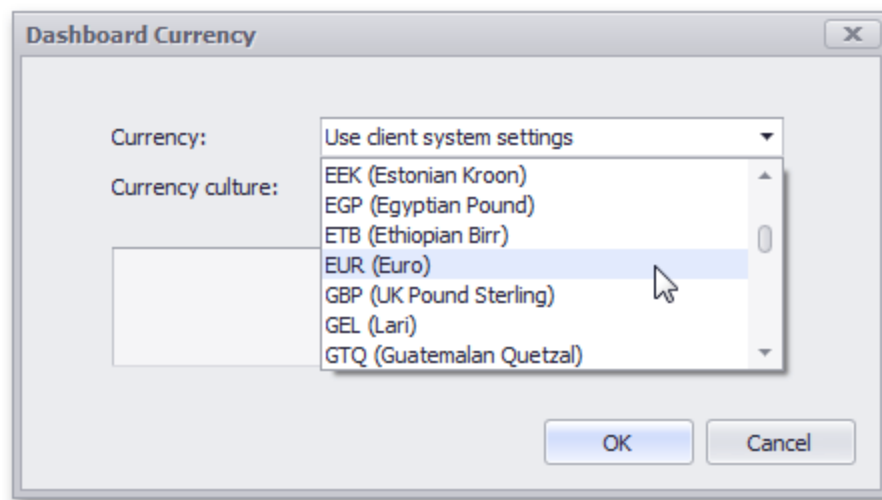 Dashboard Currency
Currency:
Use client system settings
Currency culture:
EEK (Estonian Kroon)
EGP (Egyptian Pound)
ETB (Ethiopian Birr)
EUR (Euro)
GBP (UK Pound Sterling)
GEL (Lari)
GTQ (Guatemalan Quetzal)
OK
Cancel